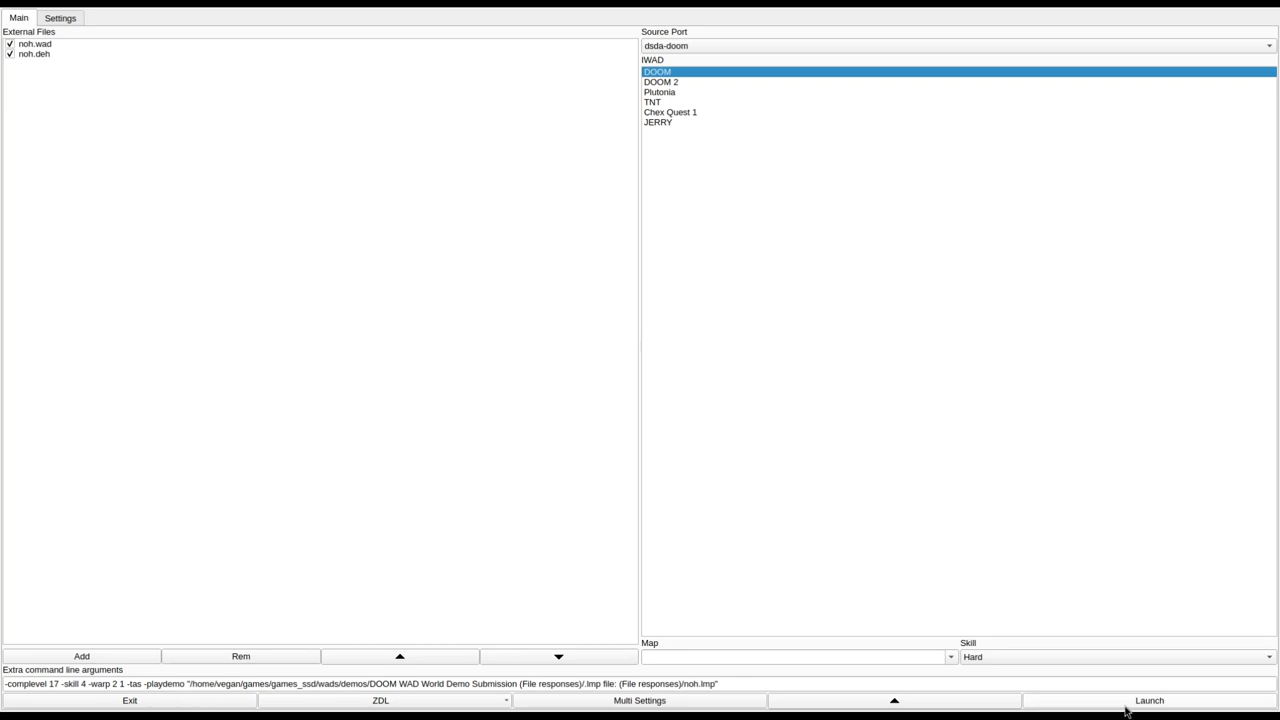 Main Settings
External Files
noh.wad
noh.deh
Source Port
dsda-doom
IWAD
DOOM
DOOM 2
Plutonia
TNT
Chex Quest 1
JERRY
Map Skill
Hard
Add Rem
Extra command line arguments
-complevel 17 -skill 4 -warp 2 1 -tas -playdemo "/home/vegan/games/games_ssd/wads/demos/DOOM WAD World Demo Submission (File responses)/.lmp file: (File responses)/noh.lmp"
Exit ZDL Multi Settings Launch